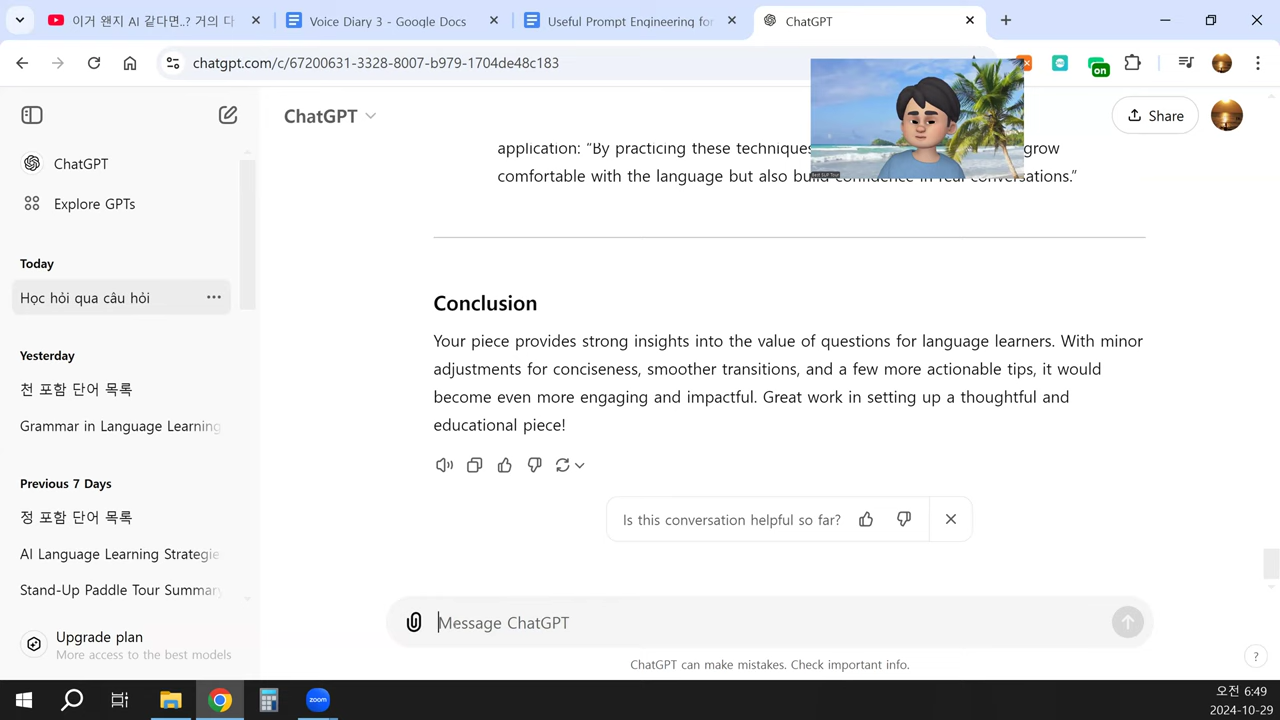 이거 왠지 AI 같다면..? 거의 다
Voice Diary 3 - Google Docs
Useful Prompt Engineering for
ChatGPT
chatgpt.com/c/67200631-3328-8007-b979-1704de48c183
on
ChatGPT
Share
ChatGPT
Explore GPTs
Today
Học hỏi qua câu hỏi
Yesterday
천 포함 단어 목록
Grammar in Language Learning
Previous 7 Days
정 포함 단어 목록
AI Language Learning Strategie
Stand-Up Paddle Tour Summary
Upgrade plan
More access to the best models
application: “By practicing these techniques grow
comfortable with the language but also build confidence in real conversations.”
Conclusion
Your piece provides strong insights into the value of questions for language learners. With minor
adjustments for conciseness, smoother transitions, and a few more actionable tips, it would
become even more engaging and impactful. Great work in setting up a thoughtful and
educational piece!
Is this conversation helpful so far?
Message ChatGPT
ChatGPT can make mistakes. Check important info.
?
zoom
오전 6:49
2024-10-29